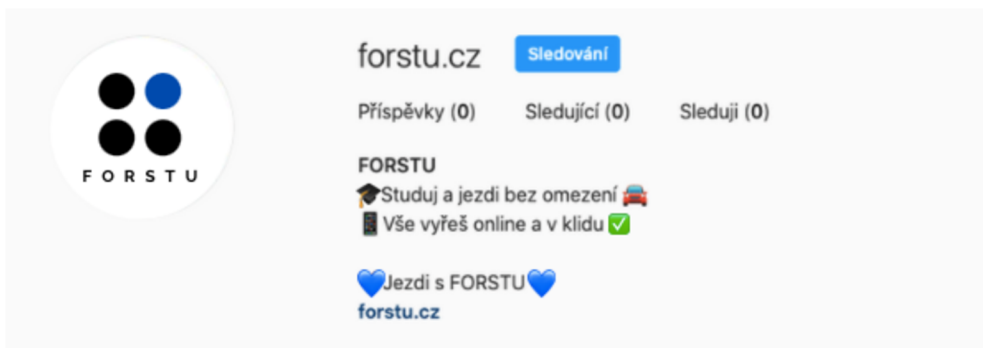 FORSTU
forstu.cz Sledování
Příspěvky (0) Sledující (0) Sleduji (0)
FORSTU
🎓Studuj a jezdi bez omezení 🚘
📱Vše vyřeš online a v klidu ✅
💙Jezdi s FORSTU💙
forstu.cz